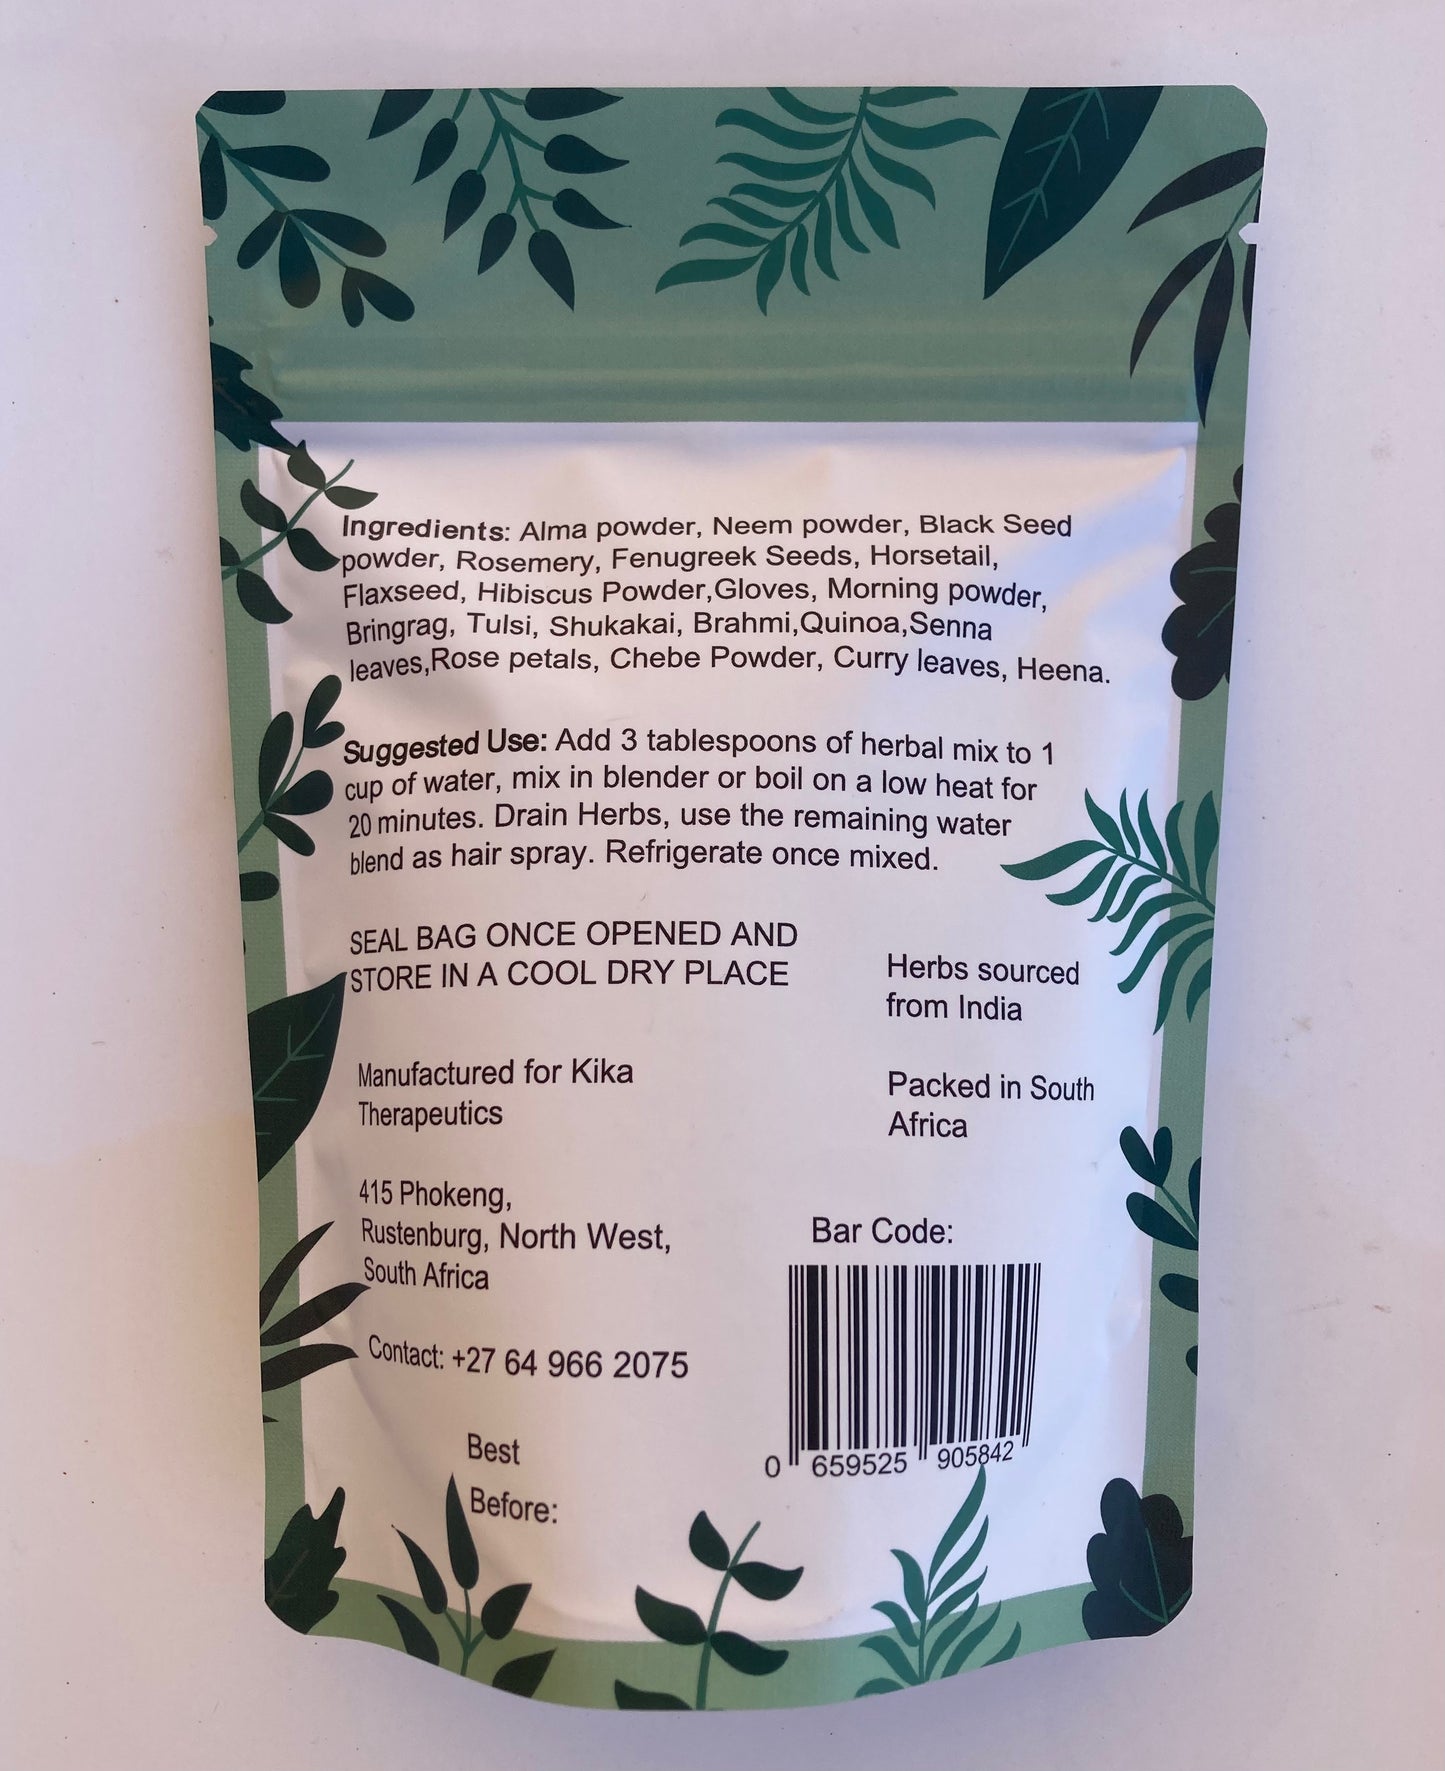 Ingredients: Alma powder, Neem powder, Black Seed
powder, Rosemery, Fenugreek Seeds, Horsetail,
Flaxseed, Hibiscus Powder,Gloves, Morning powder,
Bringrag, Tulsi, Shukakai, Brahmi,Quinoa,Senna
leaves,Rose petals, Chebe Powder, Curry leaves, Heena.
Suggested Use: Add 3 tablespoons of herbal mix to 1
cup of water, mix in blender or boil on a low heat for
20 minutes. Drain Herbs, use the remaining water
blend as hair spray. Refrigerate once mixed.
SEAL BAG ONCE OPENED AND
STORE IN A COOL DRY PLACE
Herbs sourced
from India
Manufactured for Kika
Therapeutics
Packed in South
Africa
415 Phokeng,
Rustenburg, North West,
South Africa
Contact: +27 64 966 2075
Bar Code:
0 659525 905842
Best
Before: